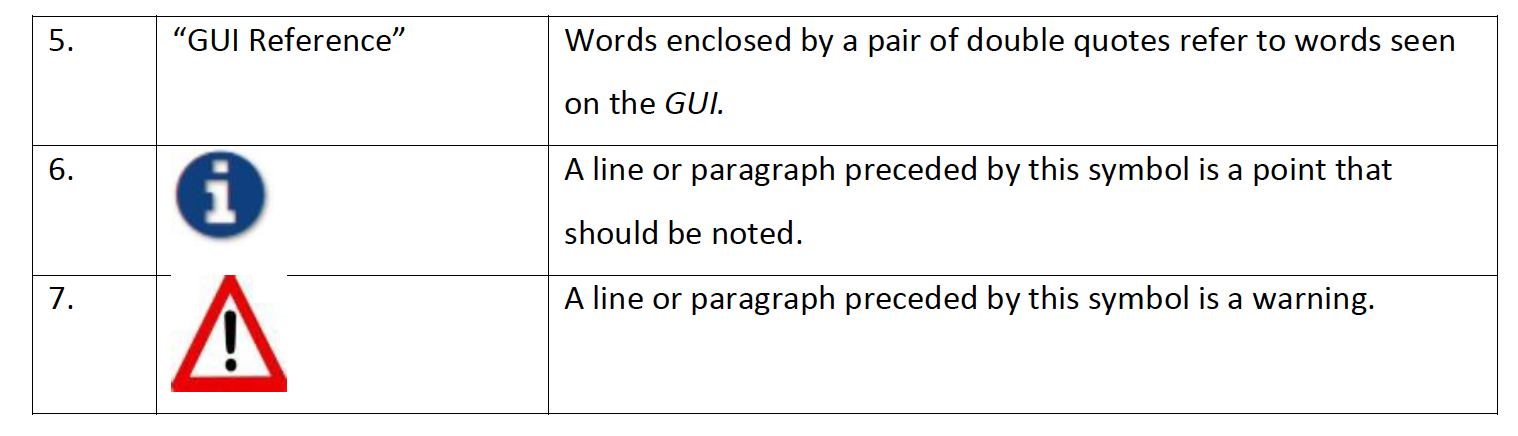 5. “GUI Reference” Words enclosed by a pair of double quotes refer to words seen
on the GUI.
6. i A line or paragraph preceded by this symbol is a point that
should be noted.
7. ! A line or paragraph preceded by this symbol is a warning.